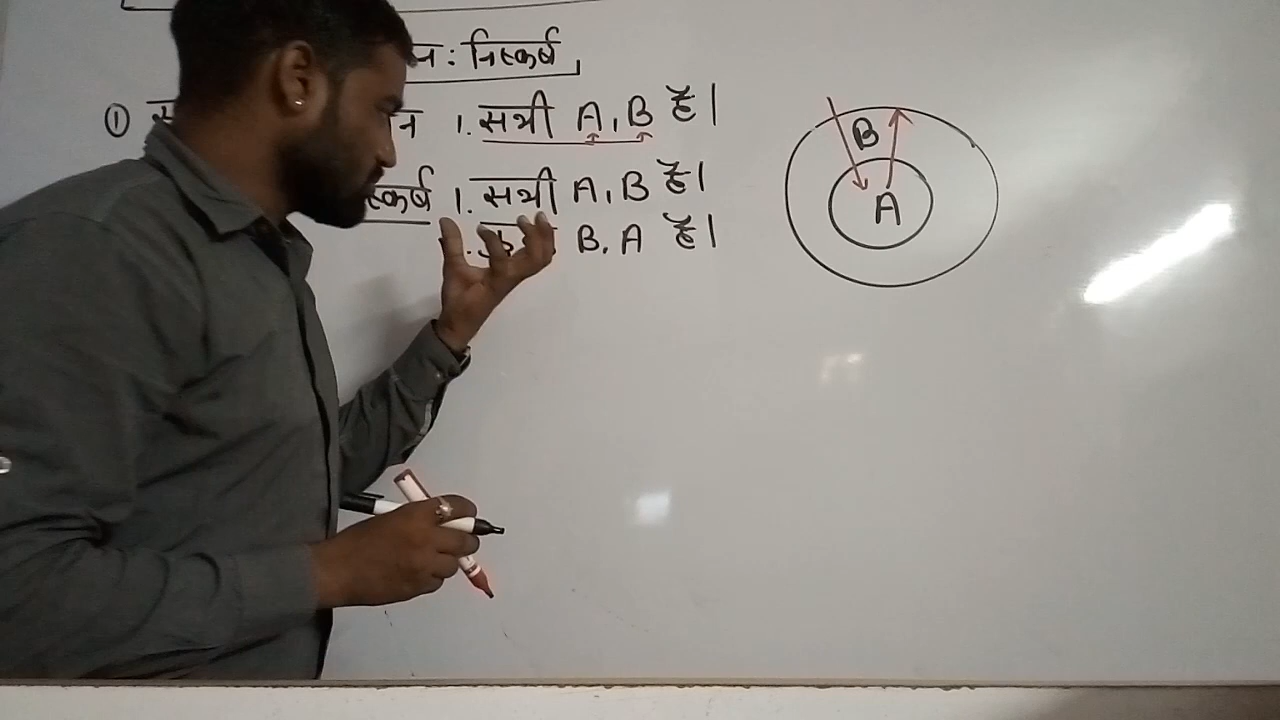 न : निष्कर्ष
① न 1. सभी A, B है।
ष्कर्ष 1. सभी A, B है।
B, A है।
B
A